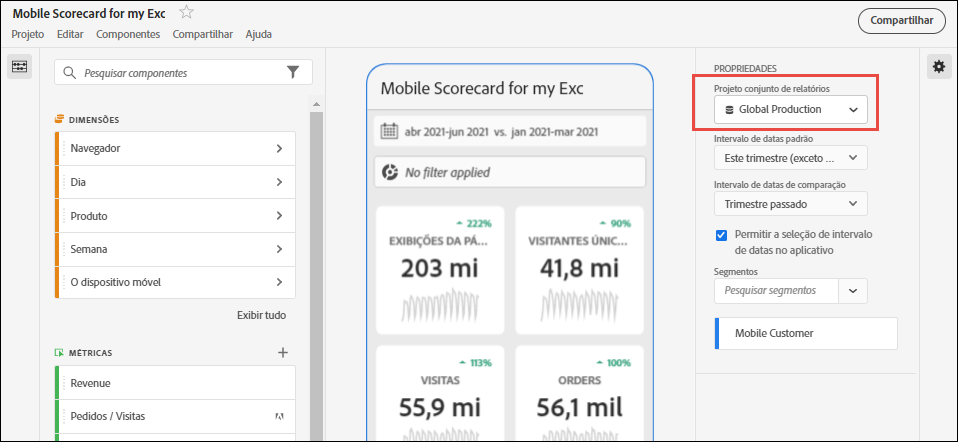 Mobile Scorecard for my Exc
Projeto Editar Componentes Compartilhar Ajuda
Compartilhar
Pesquisar componentes
DIMENSÕES
Navegador
Dia
Produto
Semana
O dispositivo móvel
Exibir tudo
MÉTRICAS
Revenue
Pedidos / Visitas
Mobile Scorecard for my Exc
abr 2021-jun 2021 vs. jan 2021-mar 2021
No filter applied
222%
EXIBIÇÕES DA PÁ...
203 mi
90%
VISITANTES ÚNIC...
41,8 mi
113%
VISITAS
55,9 mi
100%
ORDERS
56,1 mil
PROPRIEDADES
Projeto conjunto de relatórios
Global Production
Intervalo de datas padrão
Este trimestre (exceto ...
Intervalo de datas de comparação
Trimestre passado
Permitir a seleção de intervalo
de datas no aplicativo
Segmentos
Pesquisar segmentos
Mobile Customer